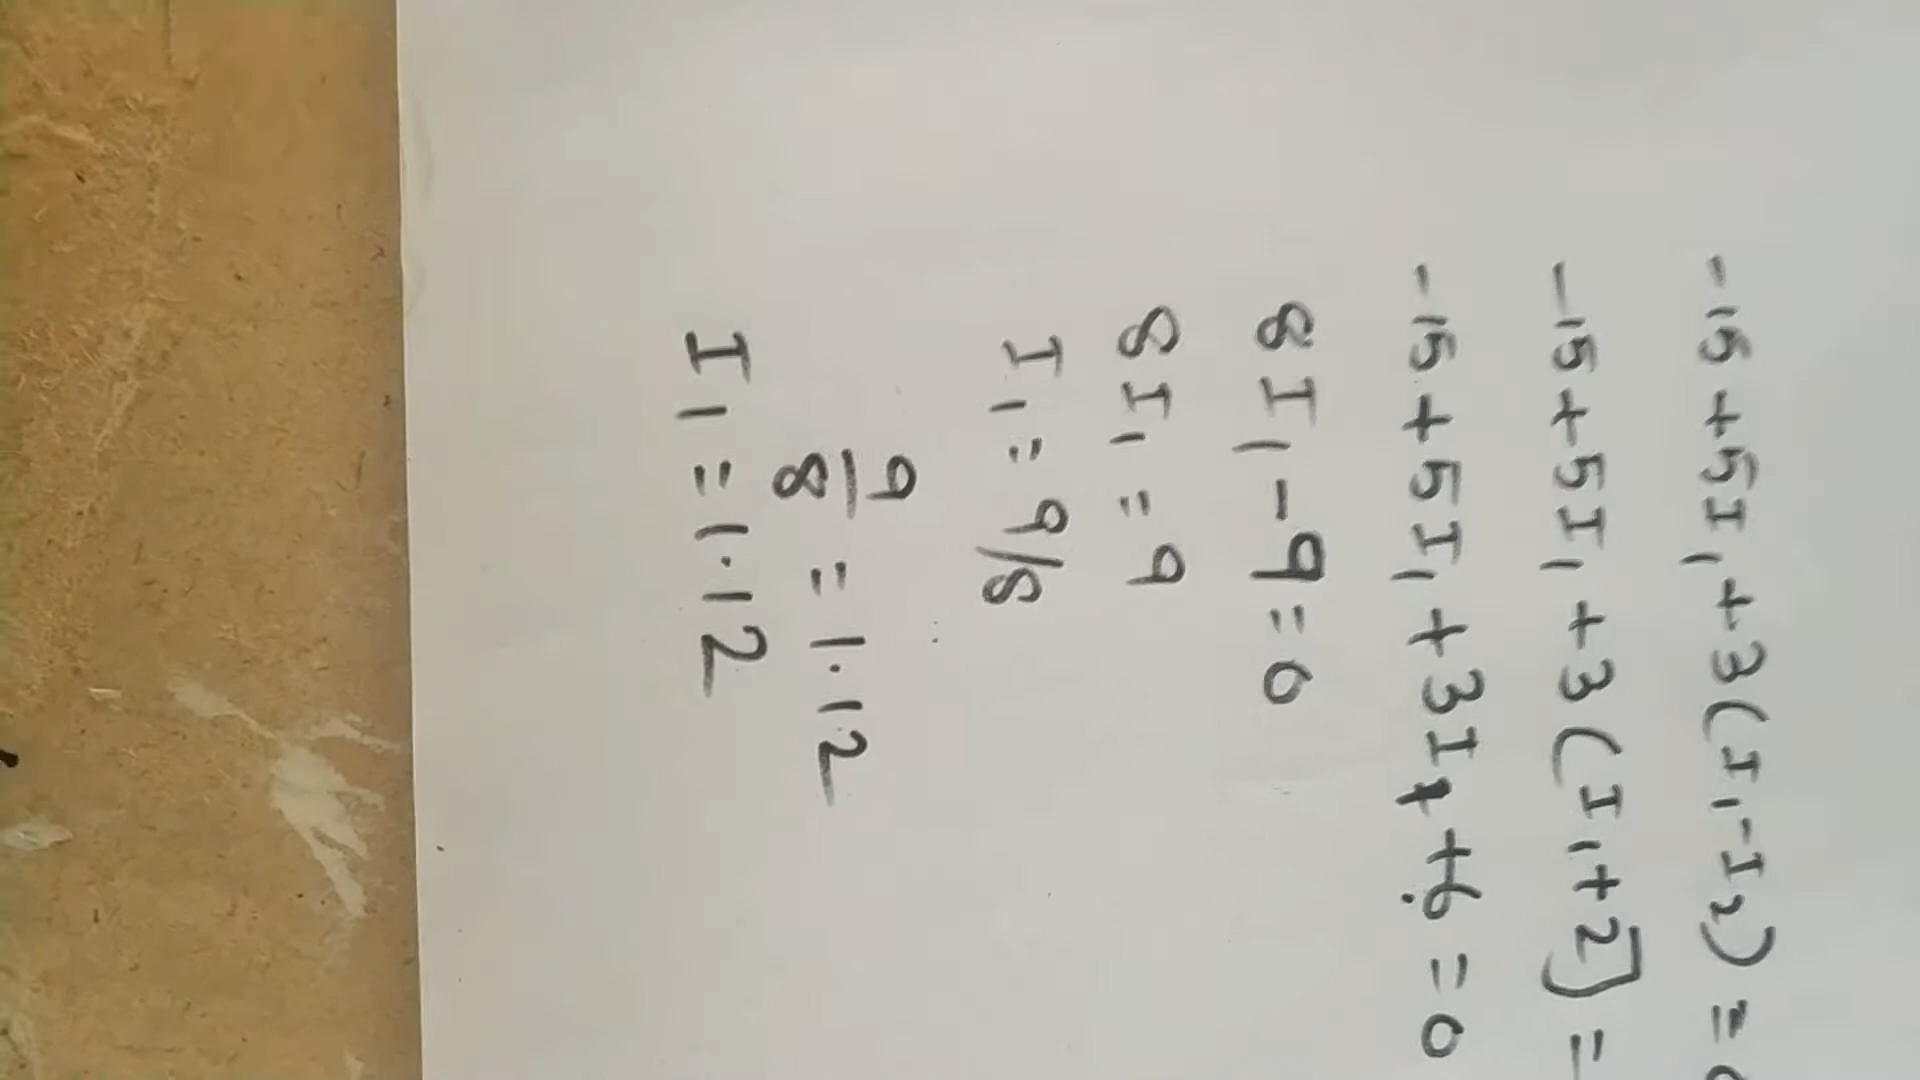 -15+5I₁+3(I₁-I₂)=0
-15+5I₁+3(I₁+2)=
-15+5I₁+3I₁+6=0
8I₁-9=0
8I₁=9
I₁=9/8
9/8=1.12
I₁=1.12